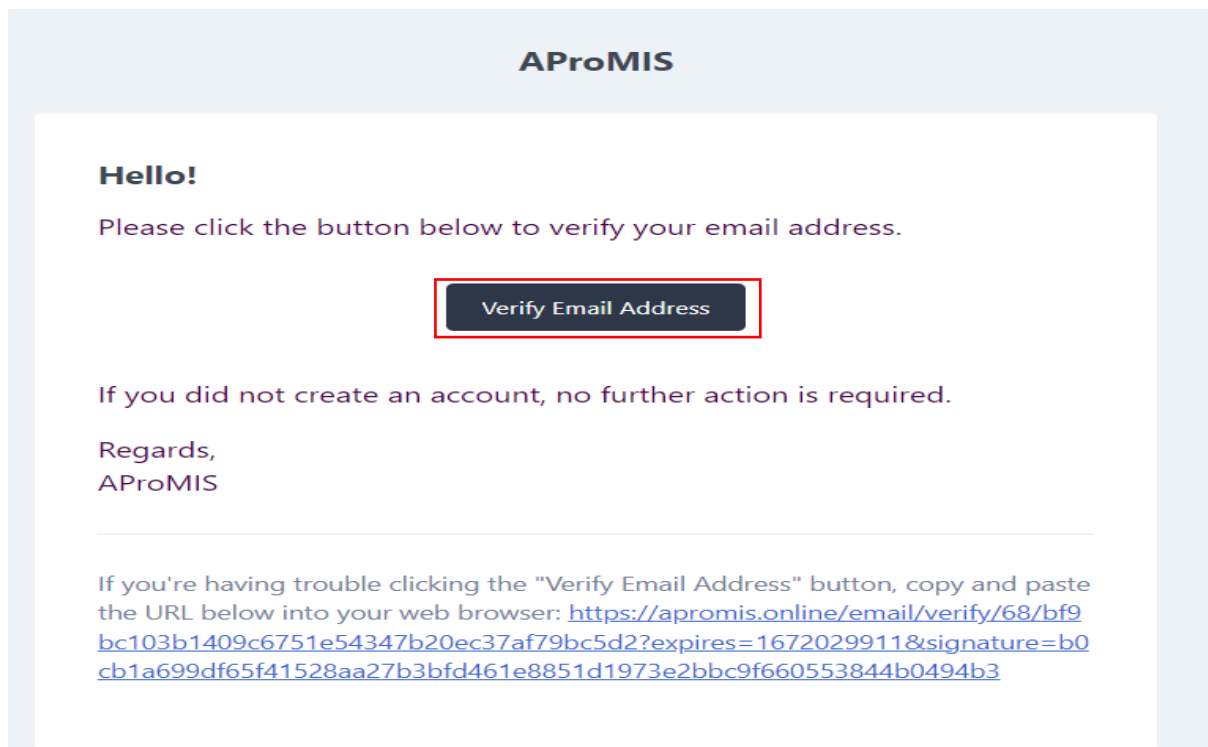 AProMIS
Hello!
Please click the button below to verify your email address.
Verify Email Address
If you did not create an account, no further action is required.
Regards,
AProMIS
If you're having trouble clicking the "Verify Email Address" button, copy and paste
the URL below into your web browser: https://apromis.online/email/verify/68/bf9
bc103b1409c6751e54347b20ec37af79bc5d2?expires=1672029911&signature=b0
cb1a699df65f41528aa27b3bfd461e8851d1973e2bbc9f660553844b0494b3